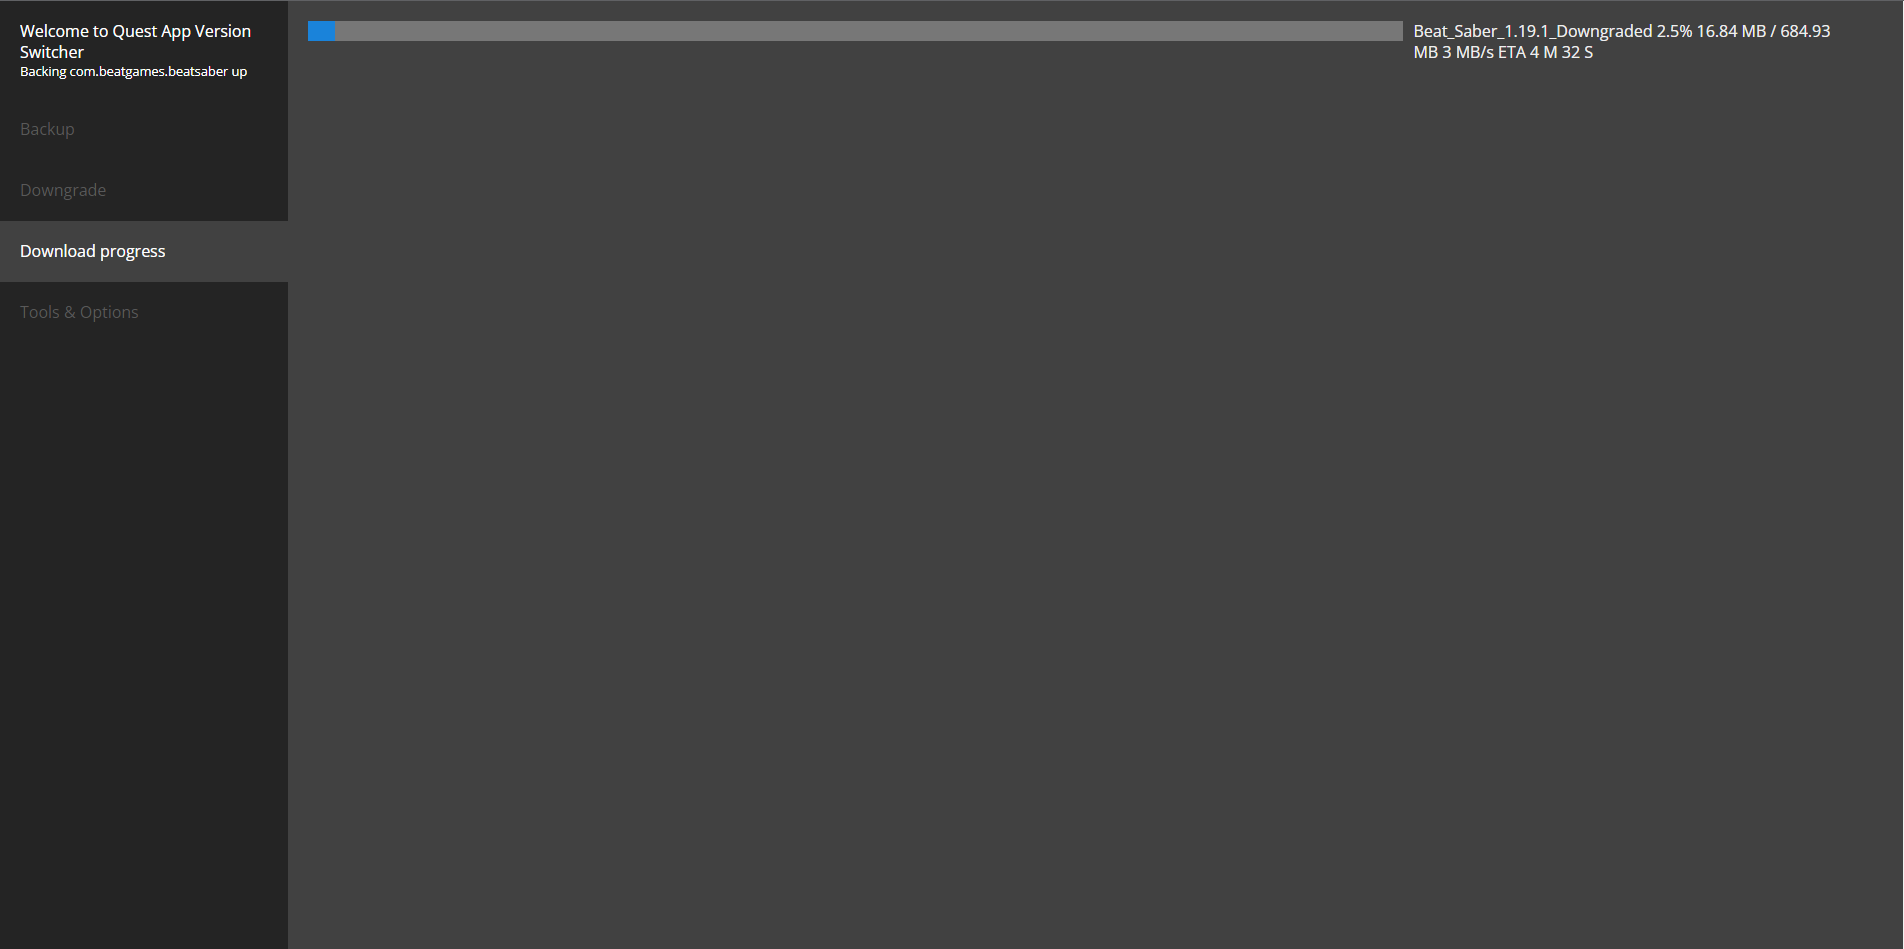 Welcome to Quest App Version
Switcher
Backing com.beatgames.beatsaber up
Backup
Downgrade
Download progress
Tools & Options
Beat_Saber_1.19.1_Downgraded 2.5% 16.84 MB / 684.93
MB 3 MB/s ETA 4 M 32 S